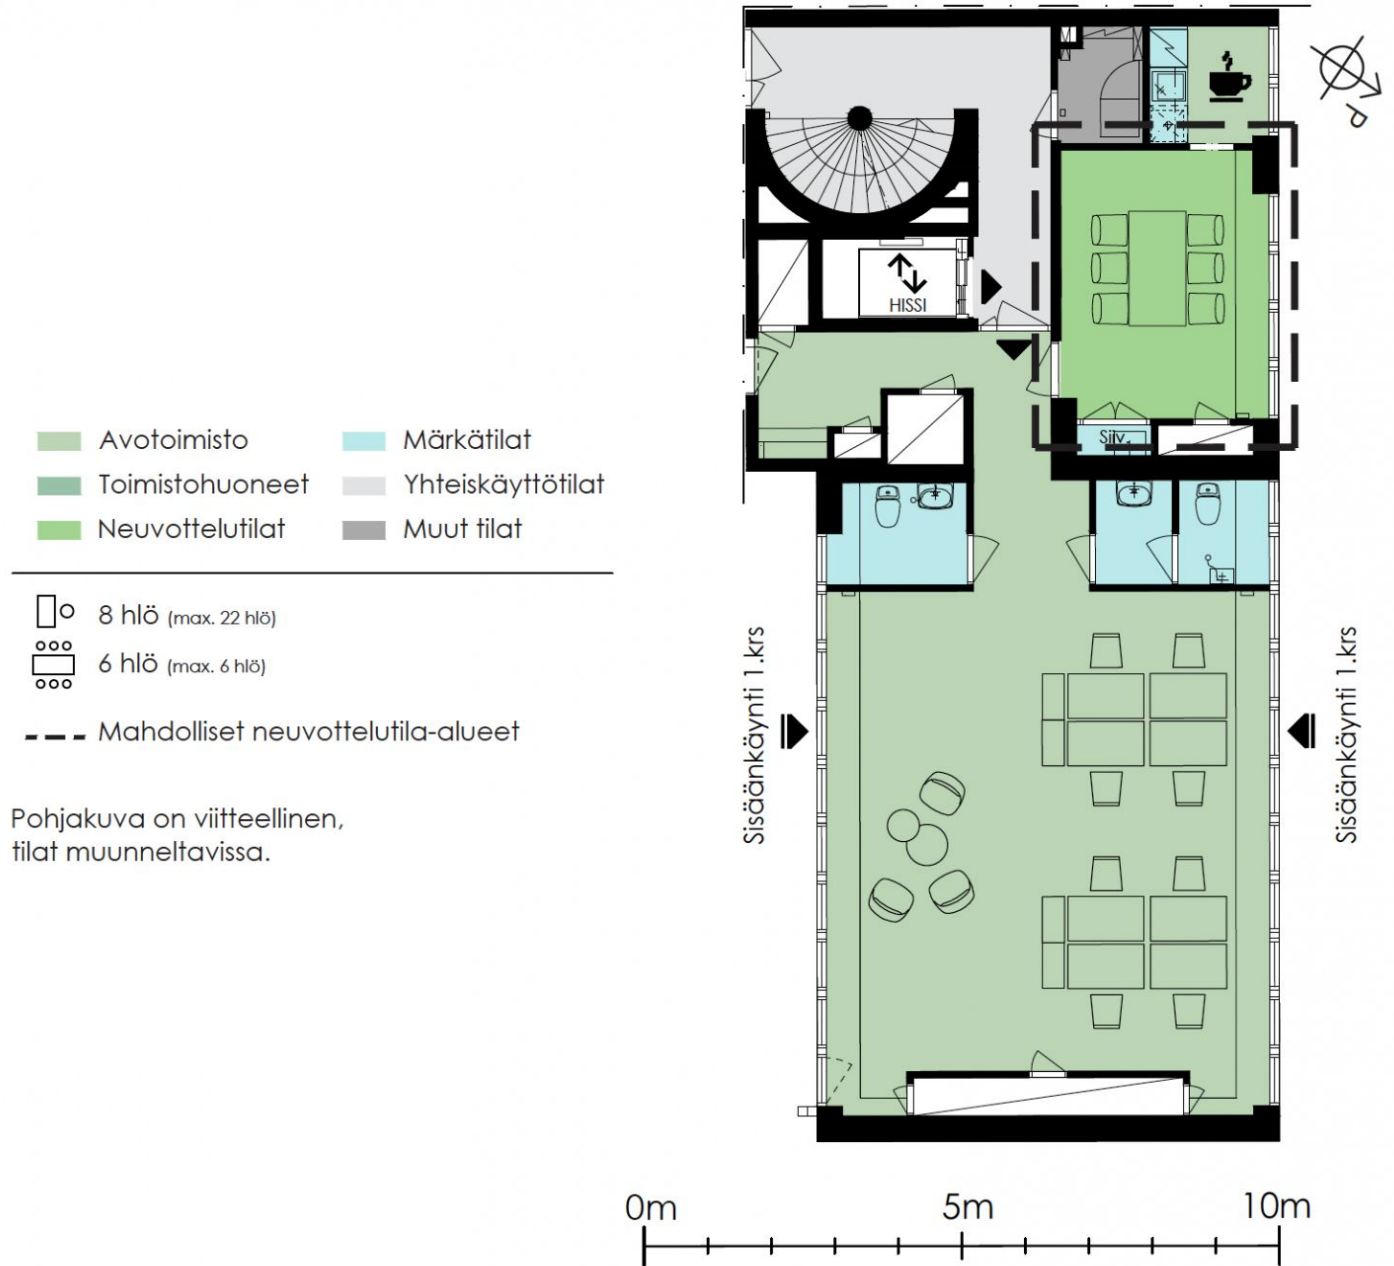 P
HISSI
Siiv.
Avotoimisto
Märkätilat
Toimistohuoneet
Yhteiskäyttötilat
Neuvottelutilat
Muut tilat
8 hlö (max. 22 hlö)
6 hlö (max. 6 hlö)
Mahdolliset neuvottelutila-alueet
Pohjakuva on viitteellinen,
tilat muunneltavissa.
Sisäänkäynti 1.krs
Sisäänkäynti 1.krs
0m
5m
10m